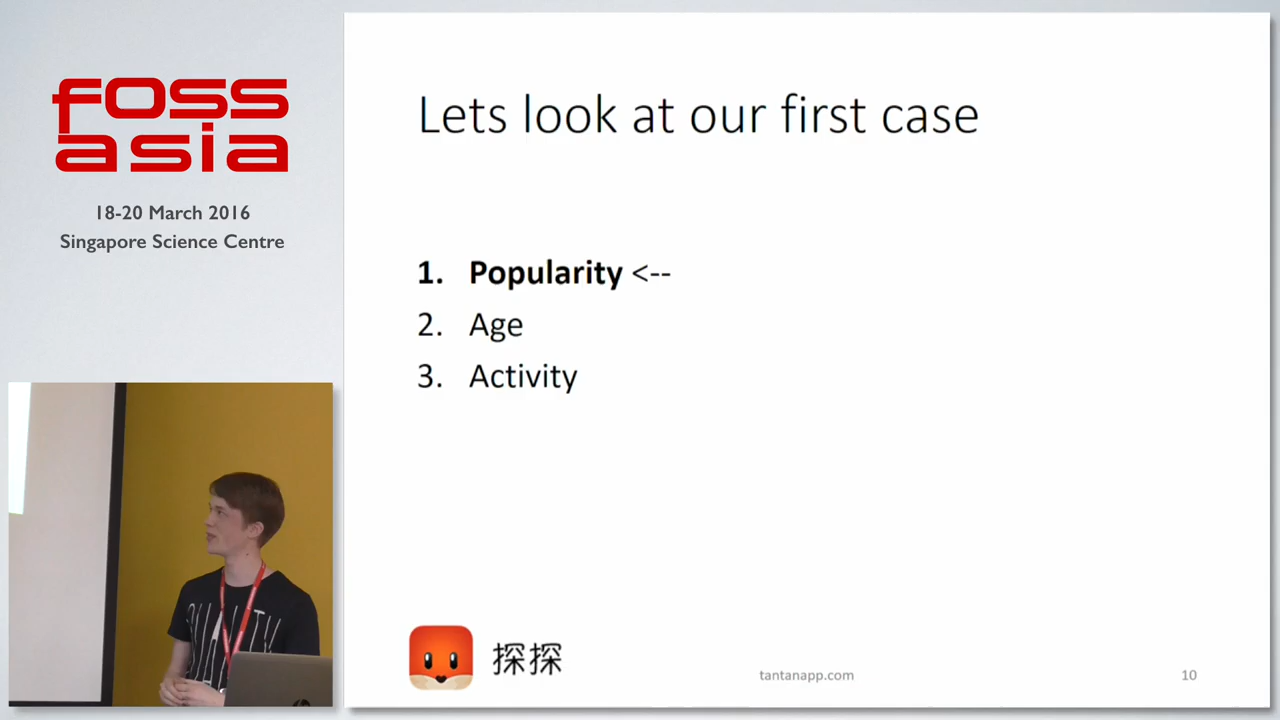 foss
asia
18-20 March 2016
Singapore Science Centre
Lets look at our first case
1. Popularity <--
2. Age
3. Activity
探探
tantanapp.com
10